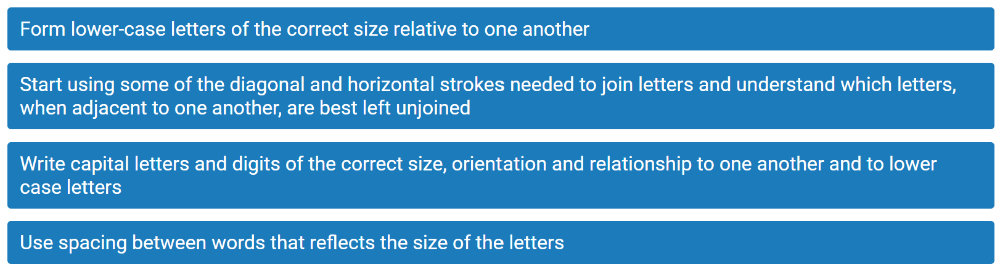 Form lower-case letters of the correct size relative to one another
Start using some of the diagonal and horizontal strokes needed to join letters and understand which letters,
when adjacent to one another, are best left unjoined
Write capital letters and digits of the correct size, orientation and relationship to one another and to lower
case letters
Use spacing between words that reflects the size of the letters